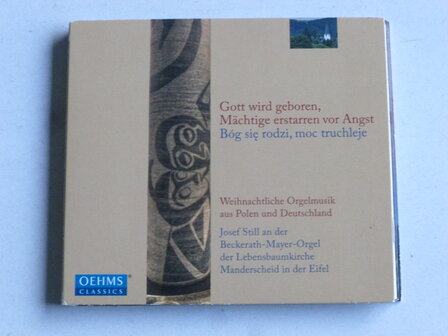 Gott wird geboren,
Mächtige erstarren vor Angst
Bóg się rodzi, moc truchleje
Weihnachtliche Orgelmusik
aus Polen und Deutschland
Josef Still an der
Beckerath-Mayer-Orgel
der Lebensbaumkirche
Manderscheid in der Eifel
OEHMS
CLASSICS